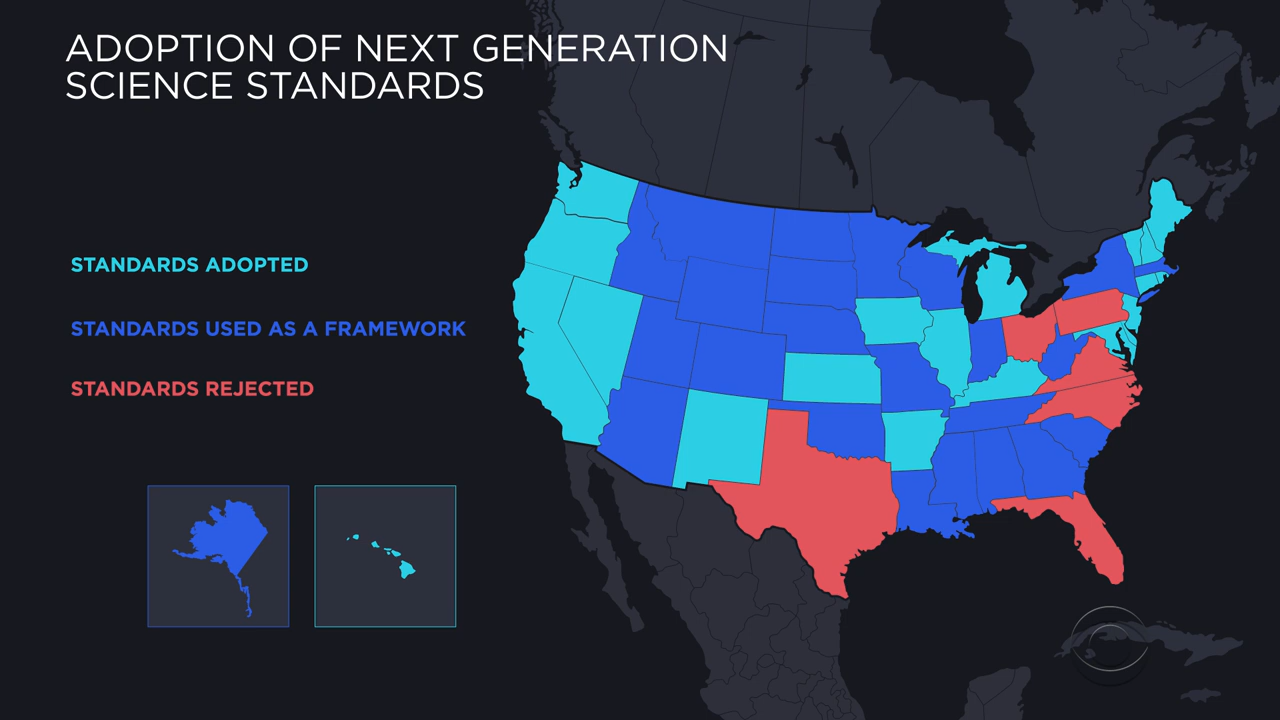 ADOPTION OF NEXT GENERATION
SCIENCE STANDARDS
STANDARDS ADOPTED
STANDARDS USED AS A FRAMEWORK
STANDARDS REJECTED